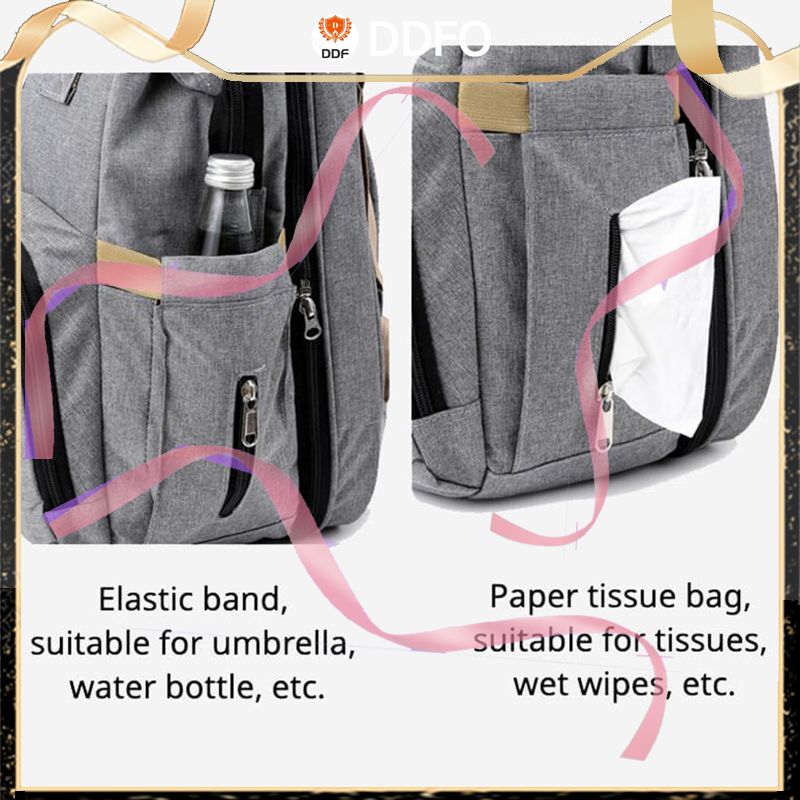 D
DDF
DDFO
Elastic band,
suitable for umbrella,
water bottle, etc.
Paper tissue bag,
suitable for tissues,
wet wipes, etc.